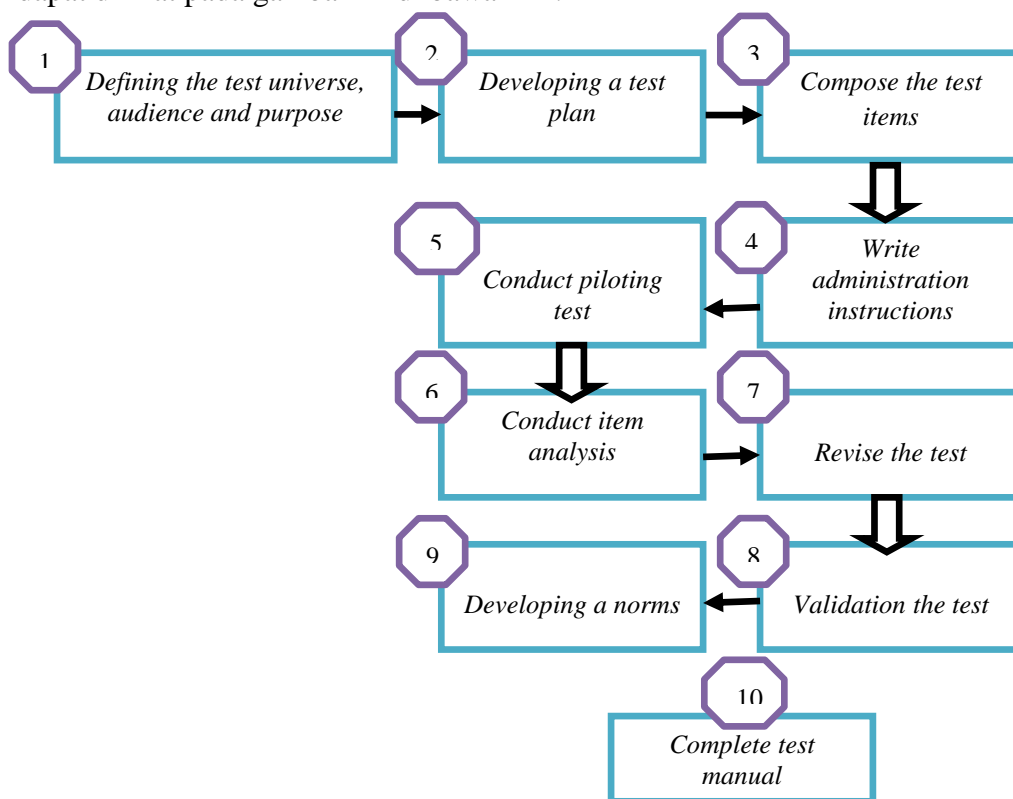 1
Defining the test universe,
audience and purpose
2
Developing a test
plan
3
Compose the test
items
4
Write
administration
instructions
5
Conduct piloting
test
6
Conduct item
analysis
7
Revise the test
8
Validation the test
9
Developing a norms
10
Complete test
manual